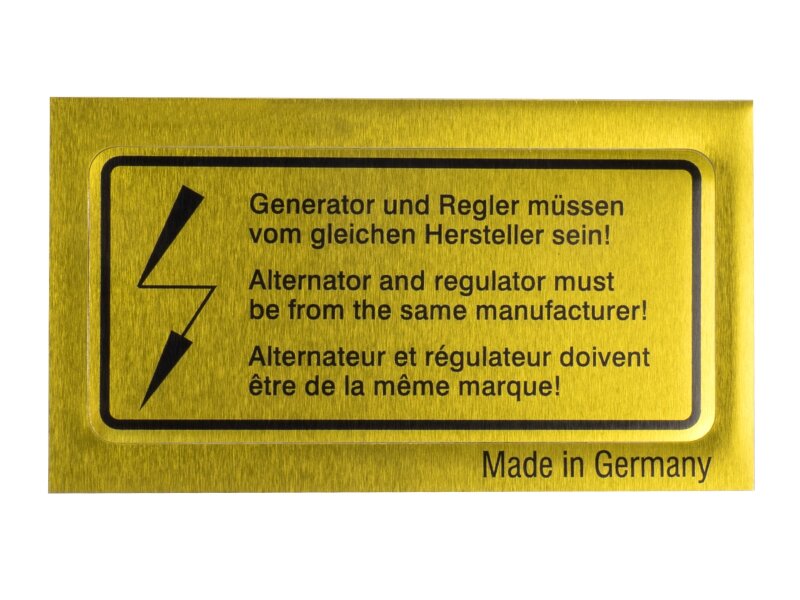 Generator und Regler müssen
vom gleichen Hersteller sein!
Alternator and regulator must
be from the same manufacturer!
Alternateur et régulateur doivent
être de la même marque!
Made in Germany